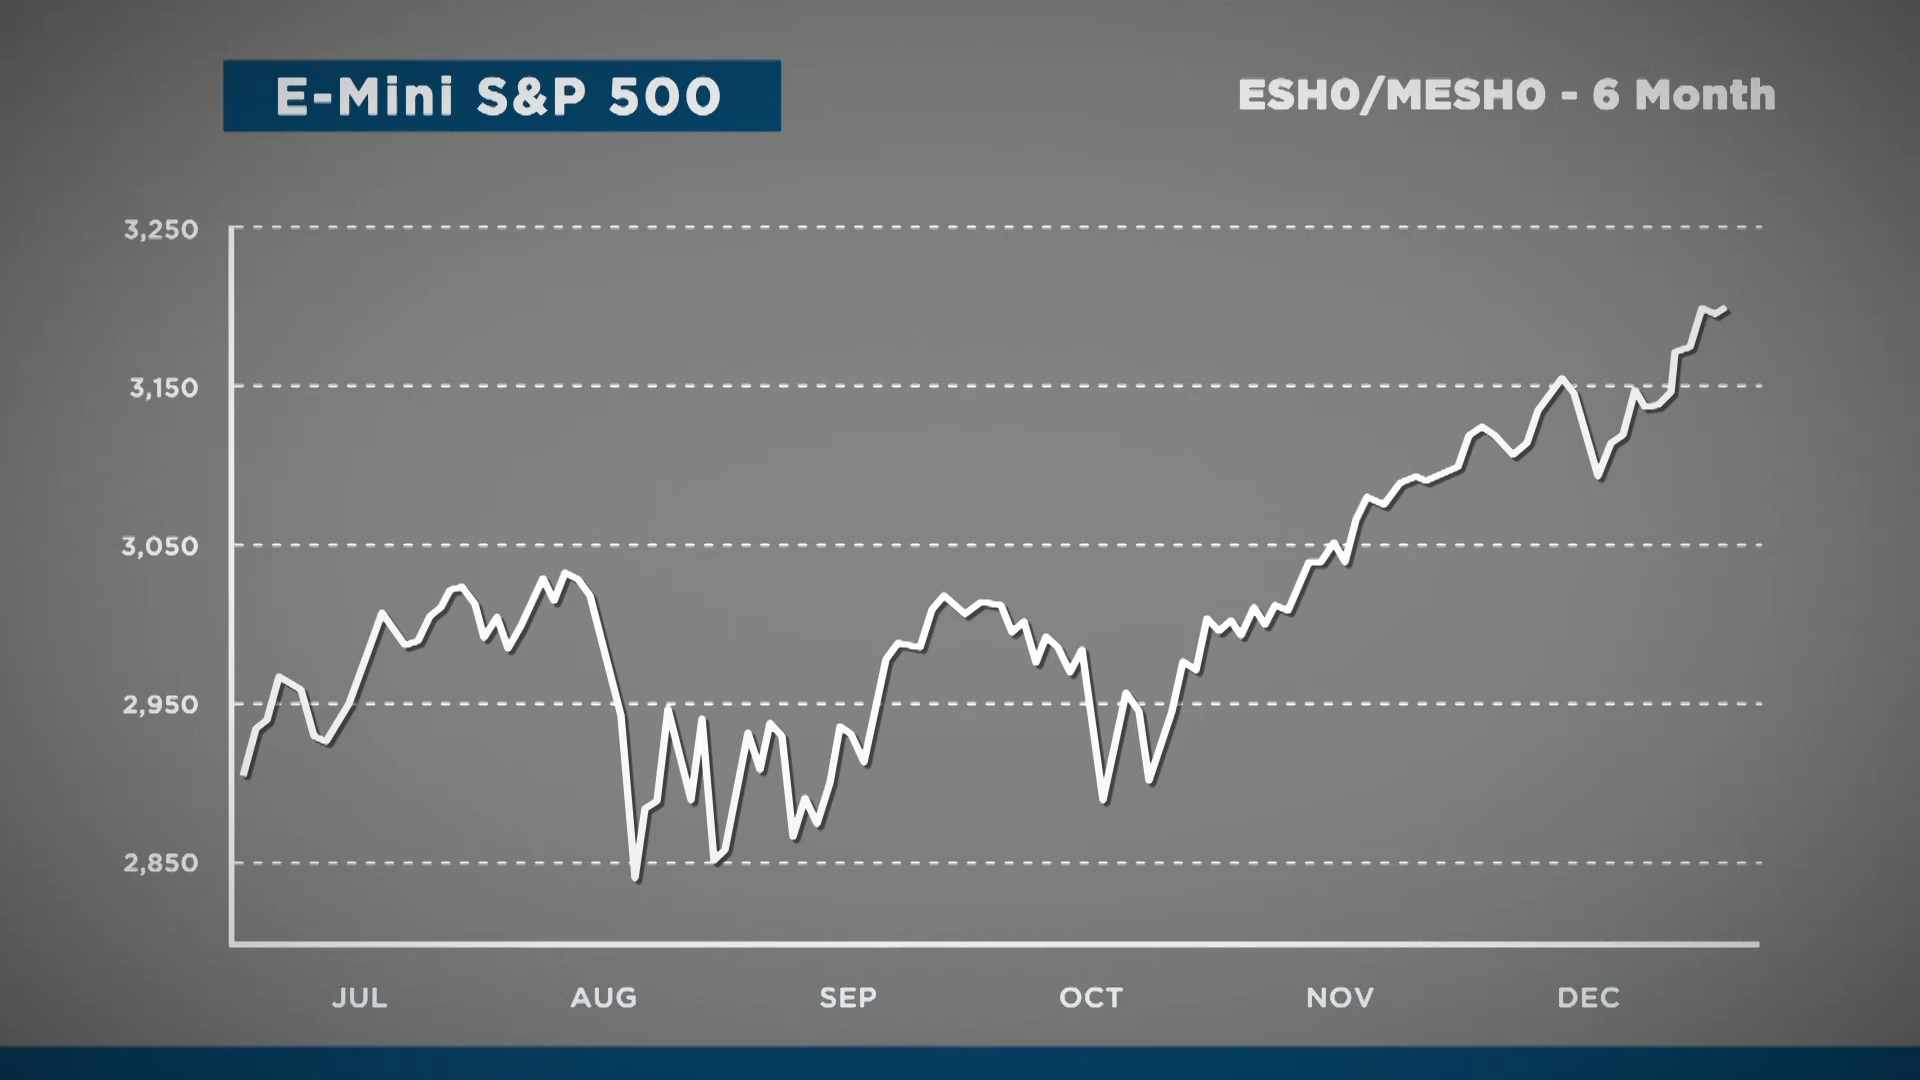 E-Mini S&P 500
ESH0/MESH0 - 6 Month
3,250
3,150
3,050
2,950
2,850
JUL AUG SEP OCT NOV DEC